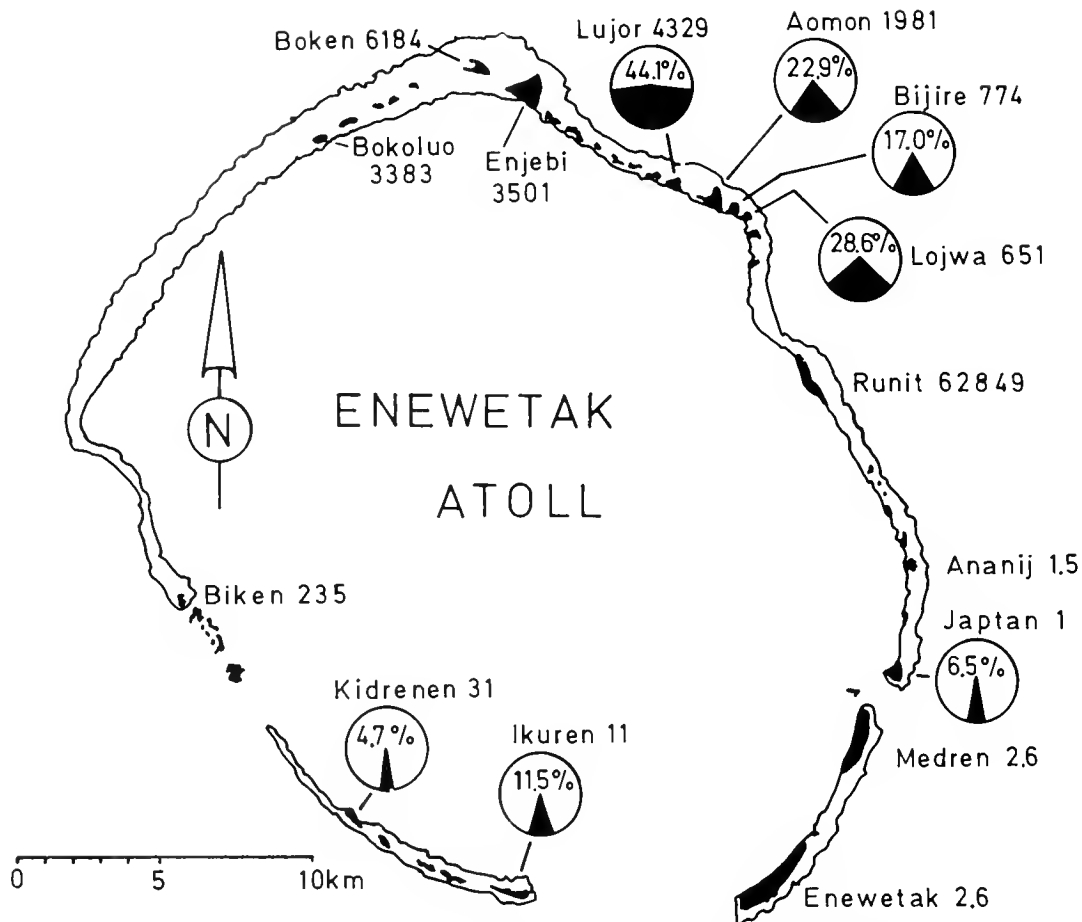 Boken 6184
Lujor 4329
44.1%
Aomon 1981
22.9%
Bijire 774
17.0%
Bokoluo
3383
Enjebi
3501
28.6%
Lojwa 651
Runit 62849
N
ENEWETAK
ATOLL
Ananij 1.5
Japtan 1
6.5%
Biken 235
Kidrenen 31
4.7%
Ikuren 11
11.5%
Medren 2.6
0 5 10km
Enewetak 2.6